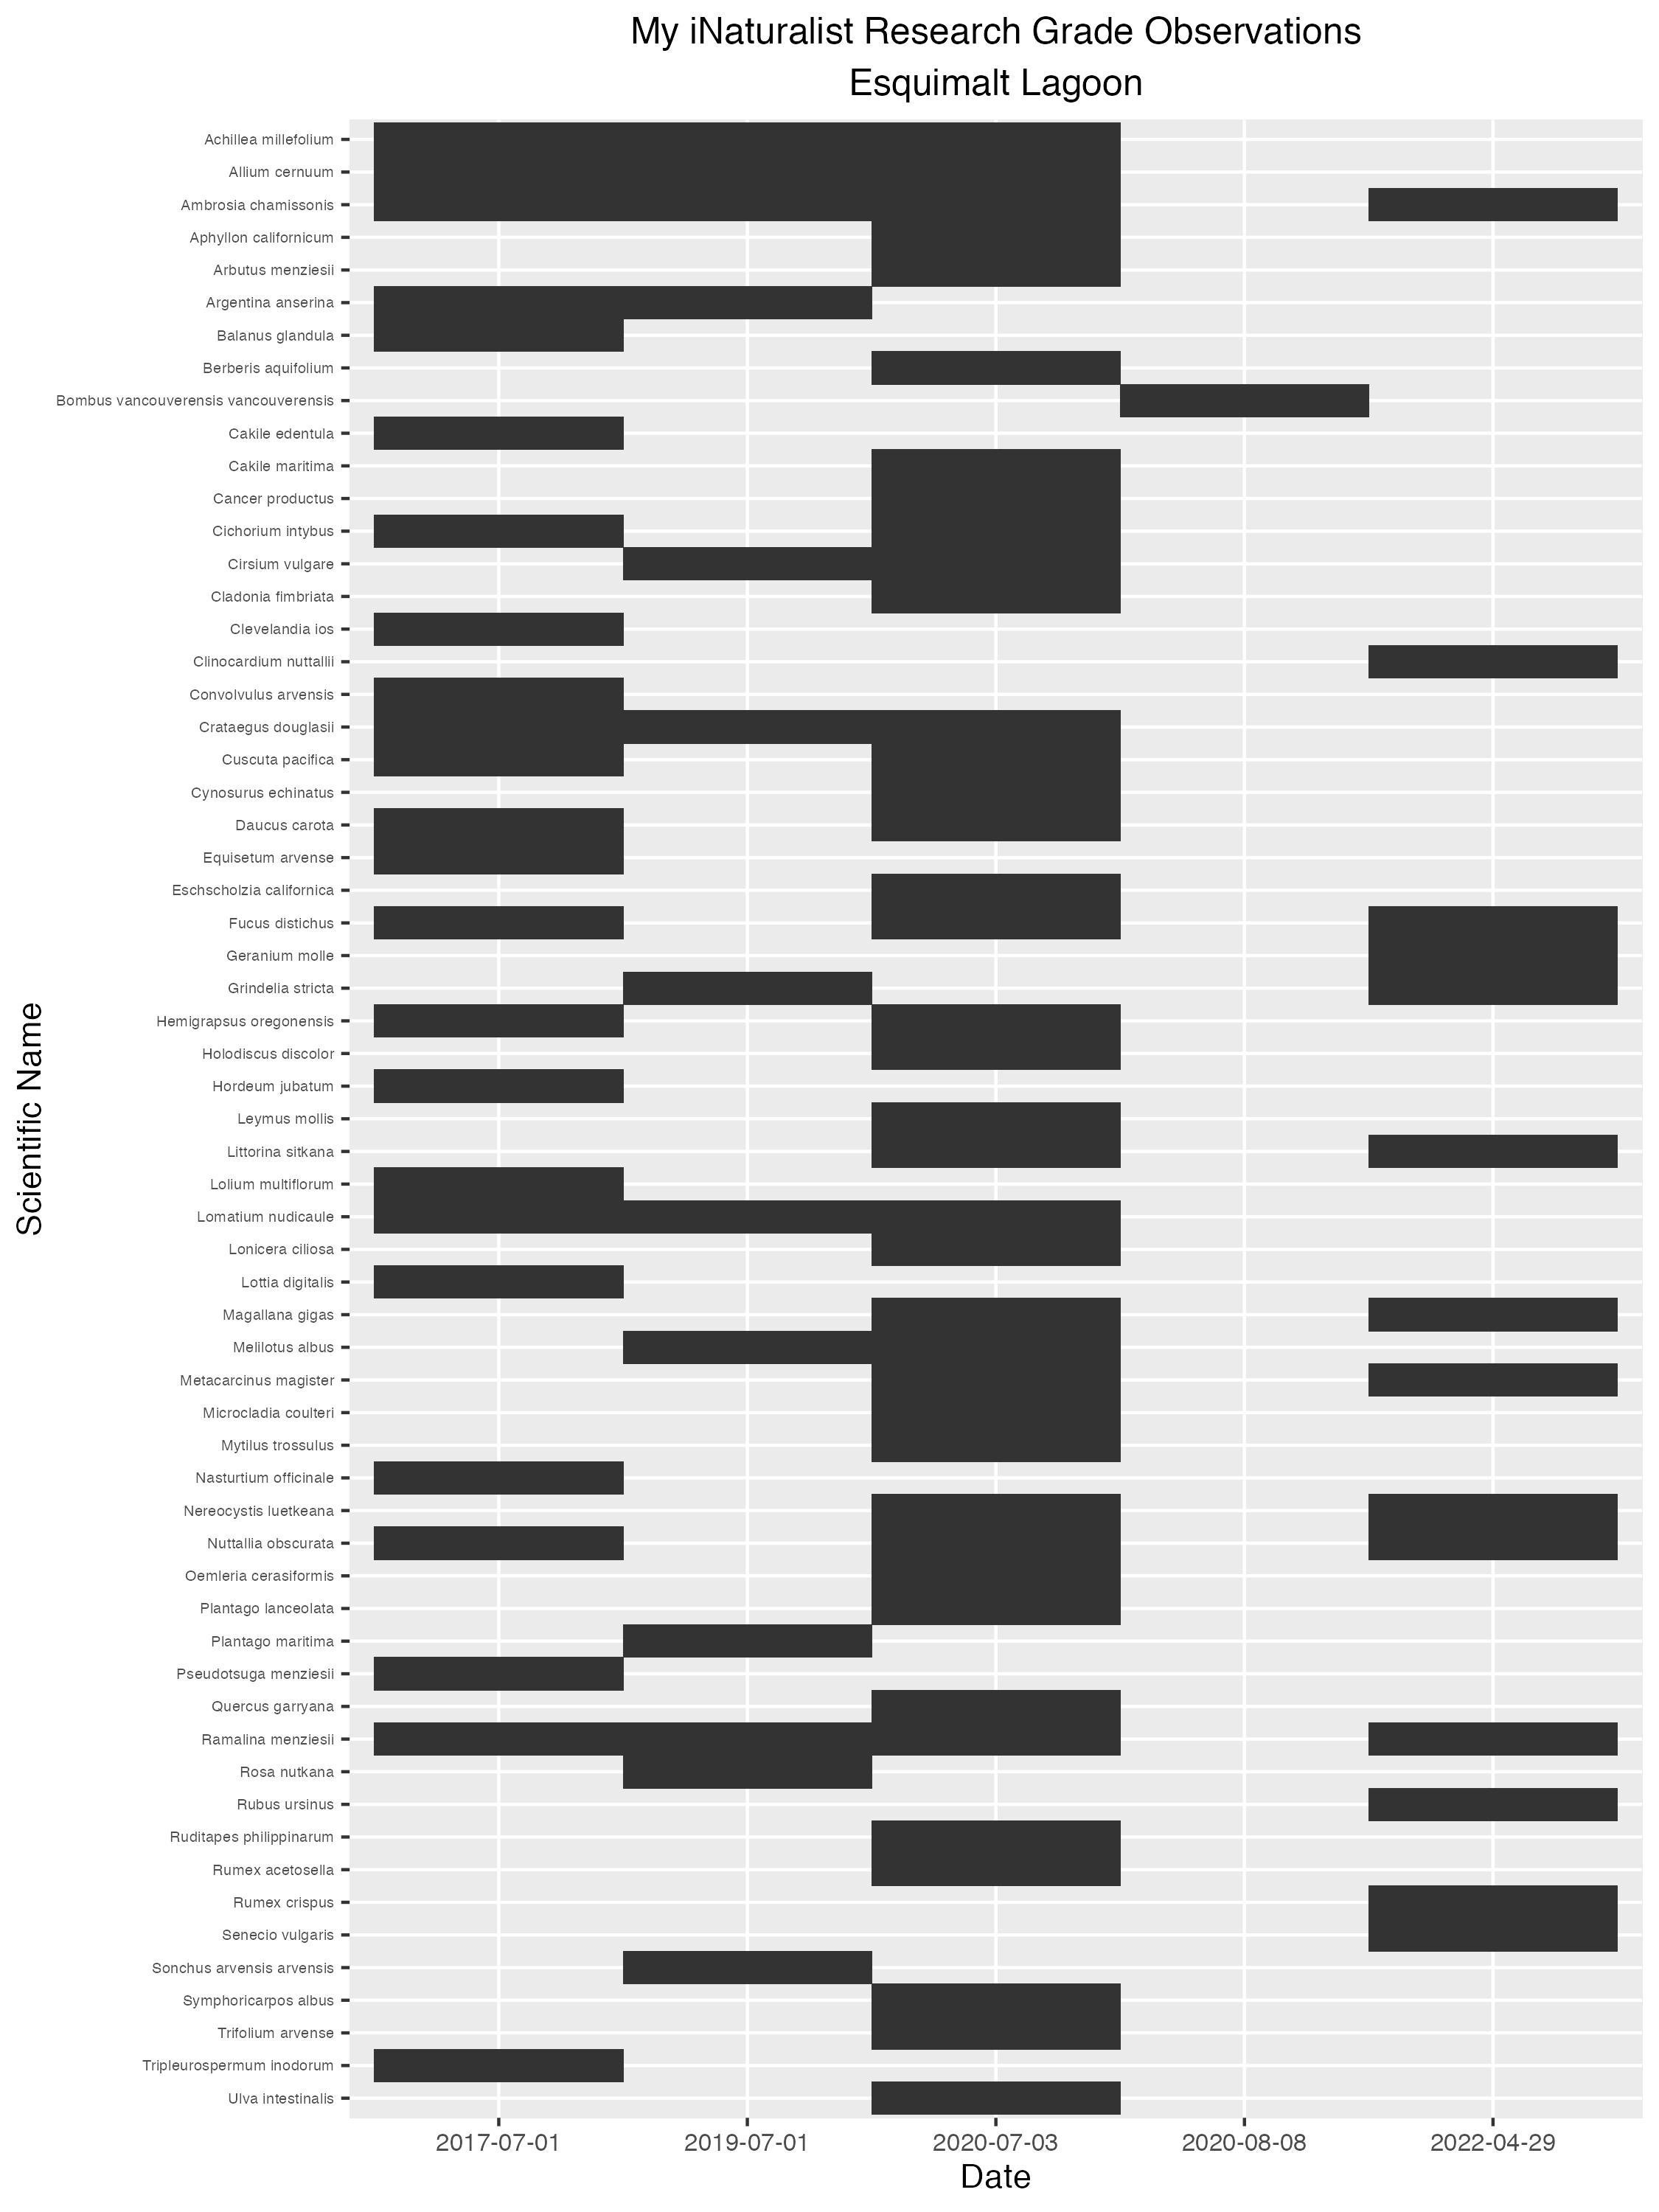 My iNaturalist Research Grade Observations
Esquimalt Lagoon
Scientific Name
Achillea millefolium
Allium cernuum
Ambrosia chamissonis
Aphyllon californicum
Arbutus menziesii
Argentina anserina
Balanus glandula
Berberis aquifolium
Bombus vancouverensis vancouverensis
Cakile edentula
Cakile maritima
Cancer productus
Cichorium intybus
Cirsium vulgare
Cladonia fimbriata
Clevelandia ios
Clinocardium nuttallii
Convolvulus arvensis
Crataegus douglasii
Cuscuta pacifica
Cynosurus echinatus
Daucus carota
Equisetum arvense
Eschscholzia californica
Fucus distichus
Geranium molle
Grindelia stricta
Hemigrapsus oregonensis
Holodiscus discolor
Hordeum jubatum
Leymus mollis
Littorina sitkana
Lolium multiflorum
Lomatium nudicaule
Lonicera ciliosa
Lottia digitalis
Magallana gigas
Melilotus albus
Metacarcinus magister
Microcladia coulteri
Mytilus trossulus
Nasturtium officinale
Nereocystis luetkeana
Nuttallia obscurata
Oemleria cerasiformis
Plantago lanceolata
Plantago maritima
Pseudotsuga menziesii
Quercus garryana
Ramalina menziesii
Rosa nutkana
Rubus ursinus
Ruditapes philippinarum
Rumex acetosella
Rumex crispus
Senecio vulgaris
Sonchus arvensis arvensis
Symphoricarpos albus
Trifolium arvense
Tripleurospermum inodorum
Ulva intestinalis
2017-07-01 2019-07-01 2020-07-03 2020-08-08 2022-04-29
Date